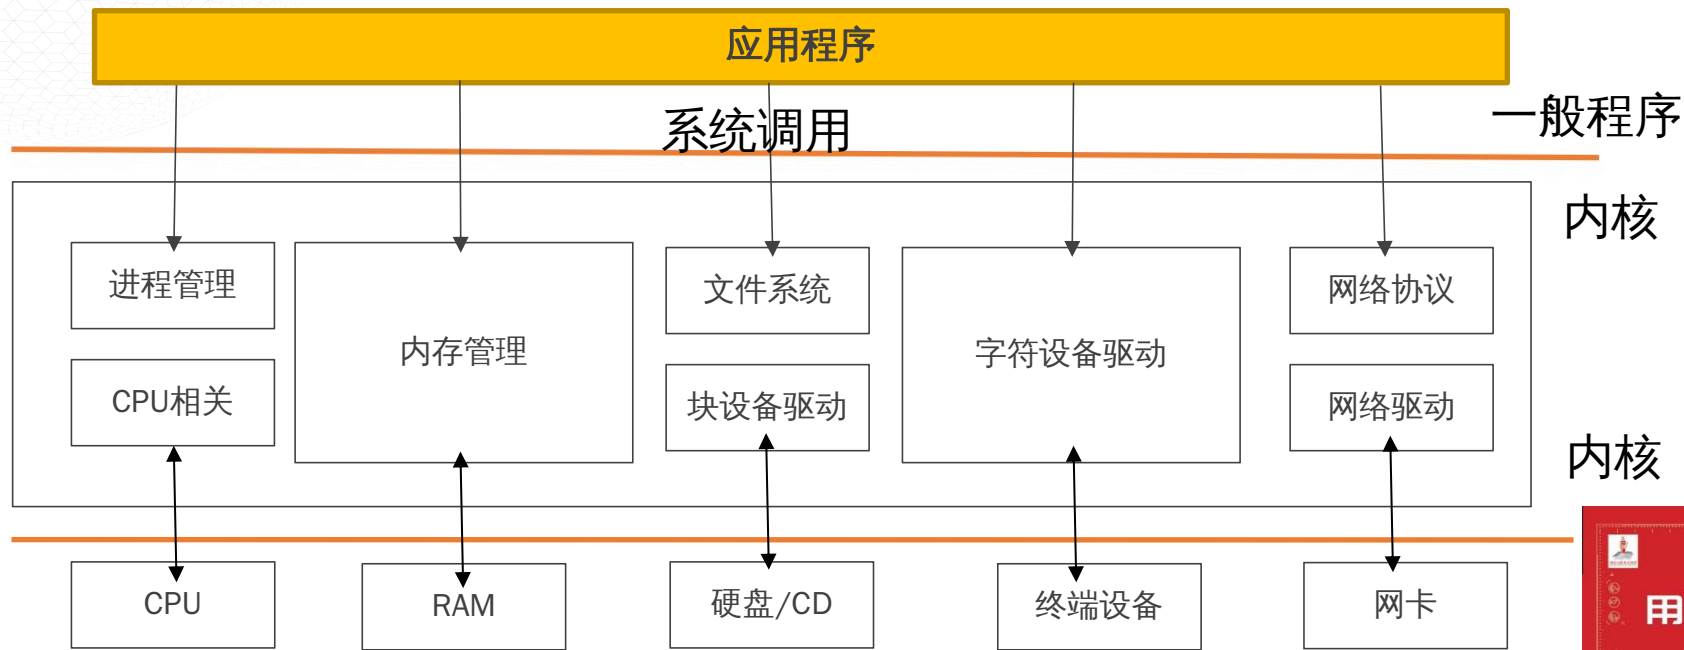 应用程序
系统调用
一般程序
内核
进程管理
文件系统
网络协议
内存管理
字符设备驱动
CPU相关
块设备驱动
网络驱动
内核
CPU
RAM
硬盘/CD
终端设备
网卡
用